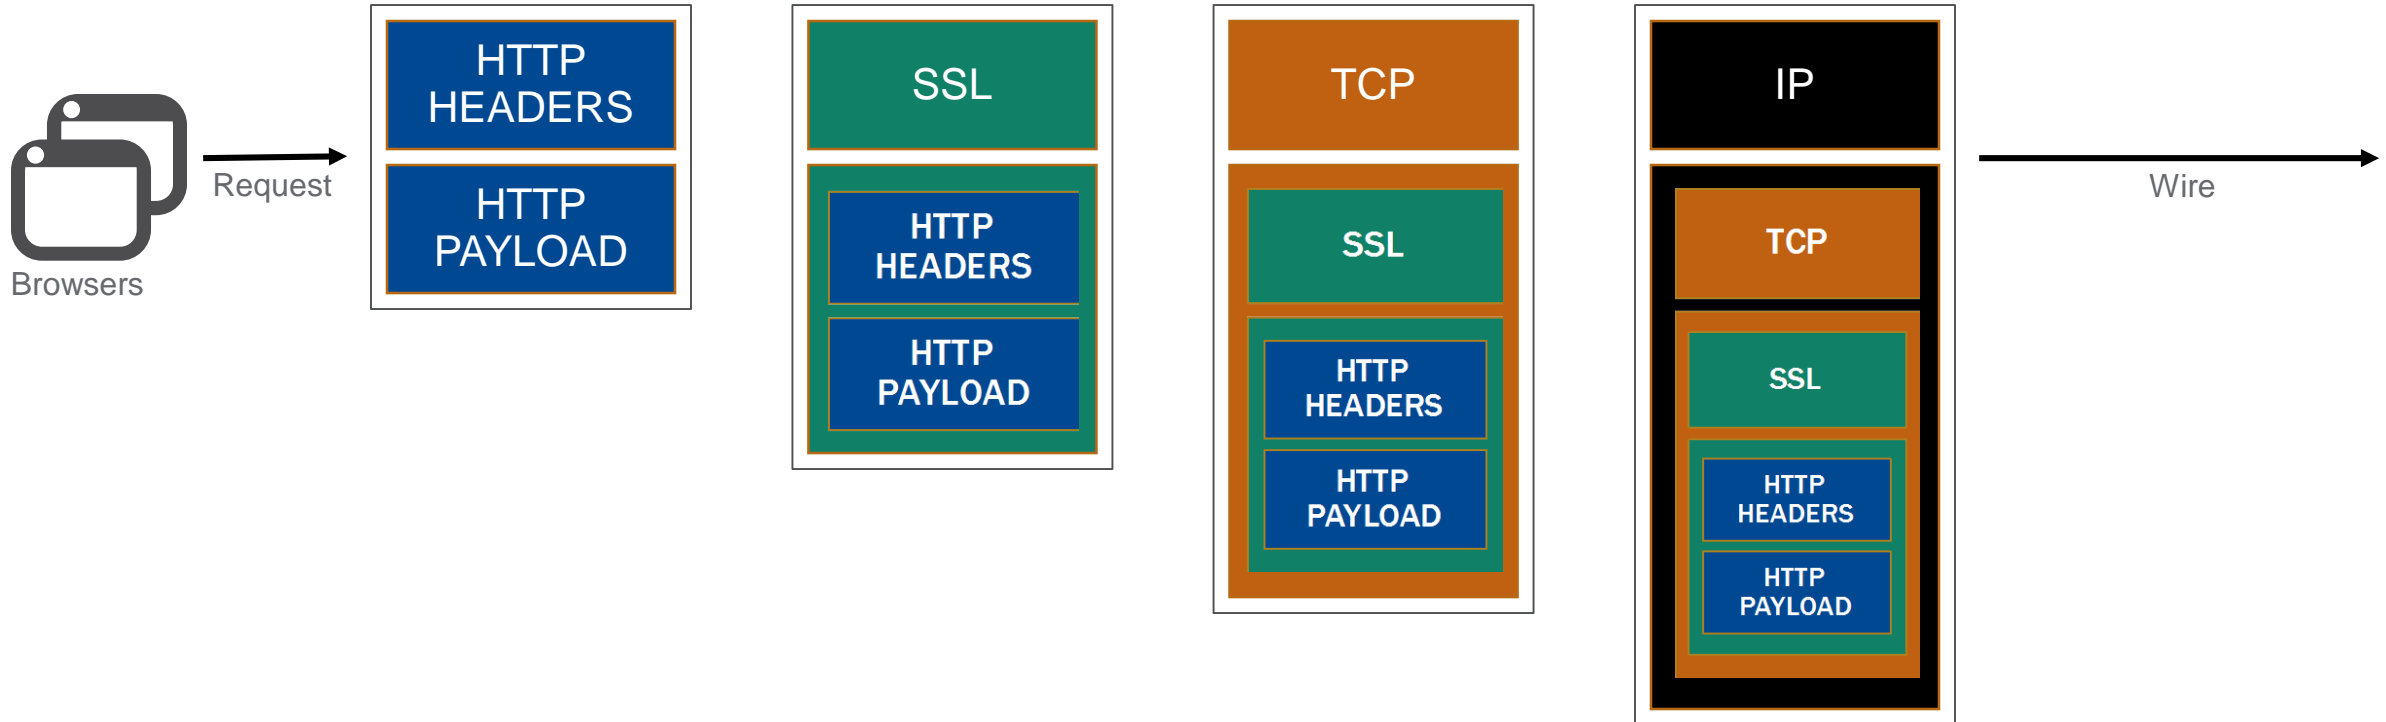 Browsers
Request
HTTP
HEADERS
HTTP
PAYLOAD
SSL
HTTP
HEADERS
HTTP
PAYLOAD
TCP
SSL
HTTP
HEADERS
HTTP
PAYLOAD
IP
TCP
SSL
HTTP
HEADERS
HTTP
PAYLOAD
Wire